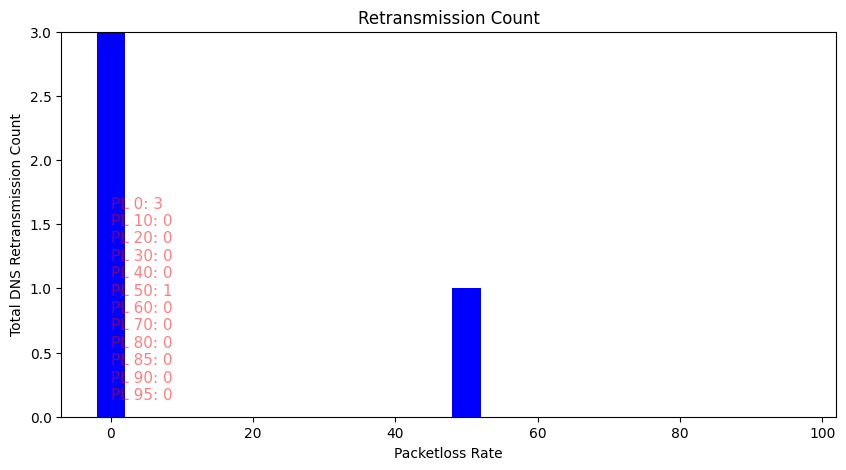 Retransmission Count
3.0
2.5
2.0
1.5
1.0
0.5
0.0
Total DNS Retransmission Count
PL 0: 3
PL 10: 0
PL 20: 0
PL 30: 0
PL 40: 0
PL 50: 1
PL 60: 0
PL 70: 0
PL 80: 0
PL 85: 0
PL 90: 0
PL 95: 0
0 20 40 60 80 100
Packetloss Rate